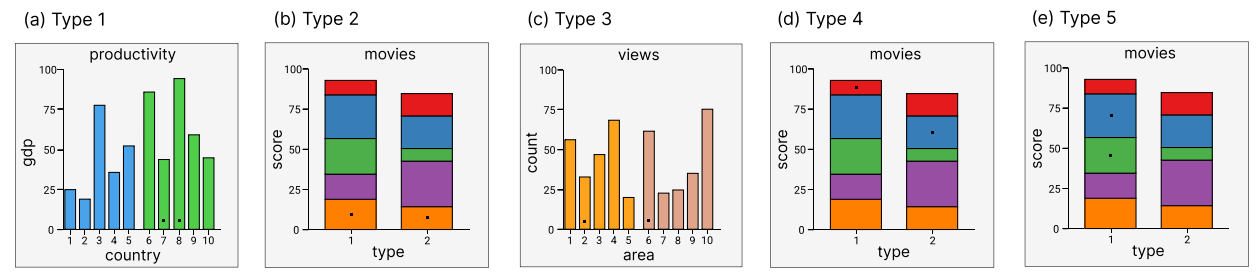 (a) Type 1
productivity
100
75
50
25
0
gdp
1 2 3 4 5 6 7 8 9 10
country
(b) Type 2
movies
100
75
50
25
0
score
1 2
type
(c) Type 3
views
100
75
50
25
0
count
1 2 3 4 5 6 7 8 9 10
area
(d) Type 4
movies
100
75
50
25
0
score
1 2
type
(e) Type 5
movies
100
75
50
25
0
score
1 2
type